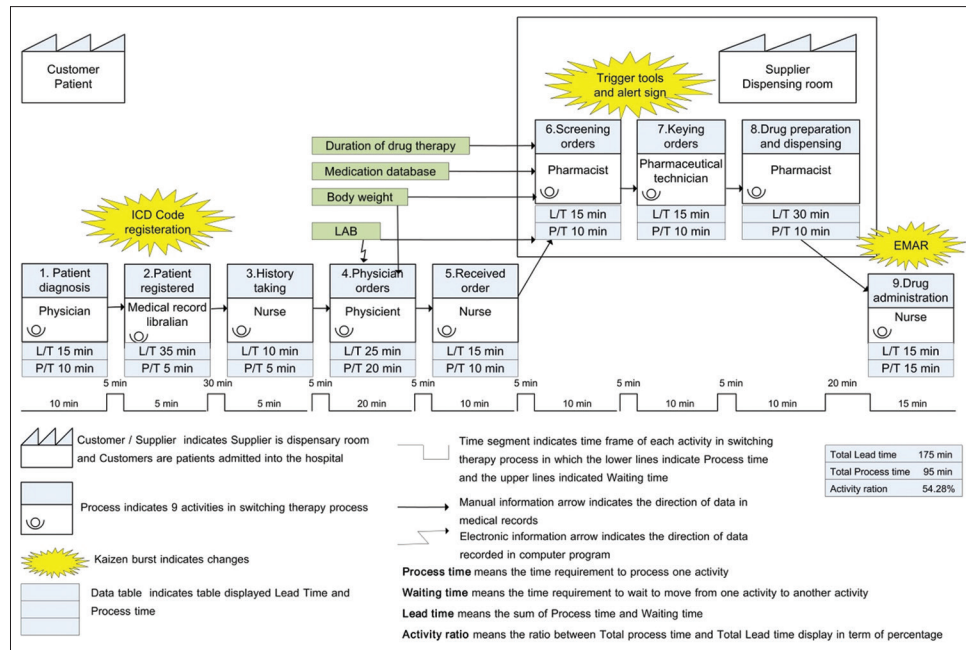 Customer
Patient
Trigger tools
and alert sign
Supplier
Dispensing room
Duration of drug therapy
Medication database
Body weight
LAB
6.Screening
orders
Pharmacist
L/T 15 min
P/T 10 min
7.Keying
orders
Pharmaceutical
technician
L/T 15 min
P/T 10 min
8.Drug preparation
and dispensing
Pharmacist
L/T 30 min
P/T 10 min
ICD Code
registeration
EMAR
1. Patient
diagnosis
Physician
L/T 15 min
P/T 10 min
2.Patient
registered
Medical record
libralian
L/T 35 min
P/T 5 min
3.History
taking
Nurse
L/T 10 min
P/T 5 min
4.Physician
orders
Physicient
L/T 25 min
P/T 20 min
5.Received
order
Nurse
L/T 15 min
P/T 10 min
9.Drug
administration
Nurse
L/T 15 min
P/T 15 min
5 min
30 min
5 min
5 min
5 min
5 min
5 min
20 min
10 min
5 min
5 min
20 min
10 min
10 min
10 min
10 min
15 min
Customer / Supplier indicates Supplier is dispensary room
and Customers are patients admitted into the hospital
Process indicates 9 activities in switching therapy process
Kaizen burst indicates changes
Data table indicates table displayed Lead Time and
Process time
Time segment indicates time frame of each activity in switching
therapy process in which the lower lines indicate Process time
and the upper lines indicated Waiting time
Manual information arrow indicates the direction of data in
medical records
Electronic information arrow indicates the direction of data
recorded in computer program
Process time means the time requirement to process one activity
Waiting time means the time requirement to wait to move from one activity to another activity
Lead time means the sum of Process time and Waiting time
Activity ratio means the ratio between Total process time and Total Lead time display in term of percentage
Total Lead time 175 min
Total Process time 95 min
Activity ration 54.28%